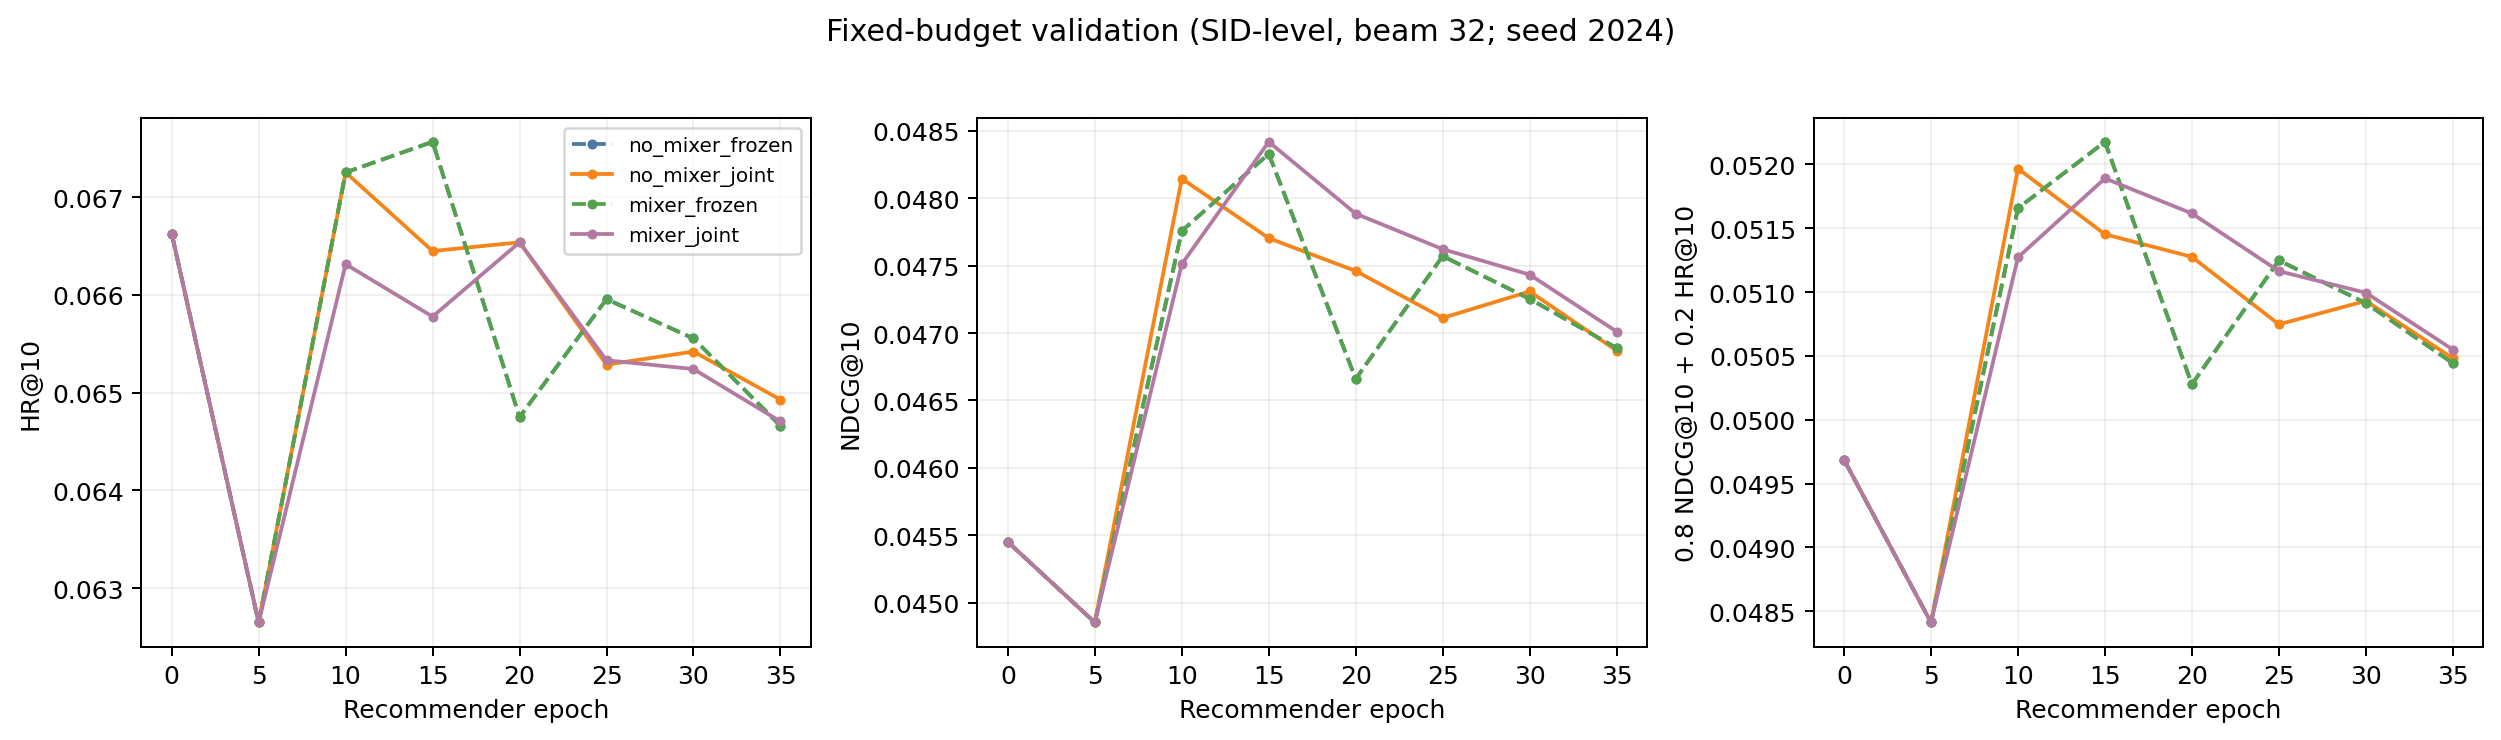 Fixed-budget validation (SID-level, beam 32; seed 2024)
HR@10
0.067
0.066
0.065
0.064
0.063
0 5 10 15 20 25 30 35
Recommender epoch
no_mixer_frozen
no_mixer_joint
mixer_frozen
mixer_joint
NDCG@10
0.0485
0.0480
0.0475
0.0470
0.0465
0.0460
0.0455
0.0450
0 5 10 15 20 25 30 35
Recommender epoch
0.8 NDCG@10 + 0.2 HR@10
0.0520
0.0515
0.0510
0.0505
0.0500
0.0495
0.0490
0.0485
0 5 10 15 20 25 30 35
Recommender epoch